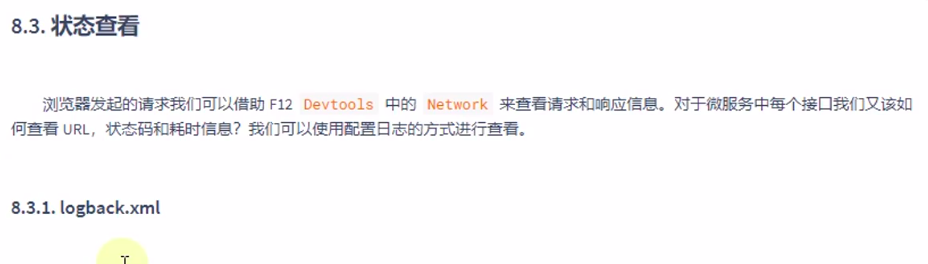 8.3. 状态查看
浏览器发起的请求我们可以借助 F12 Devtools 中的 Network 来查看请求和响应信息。对于微服务中每个接口我们又该如
何查看 URL，状态码和耗时信息？我们可以使用配置日志的方式进行查看。
8.3.1. logback.xml